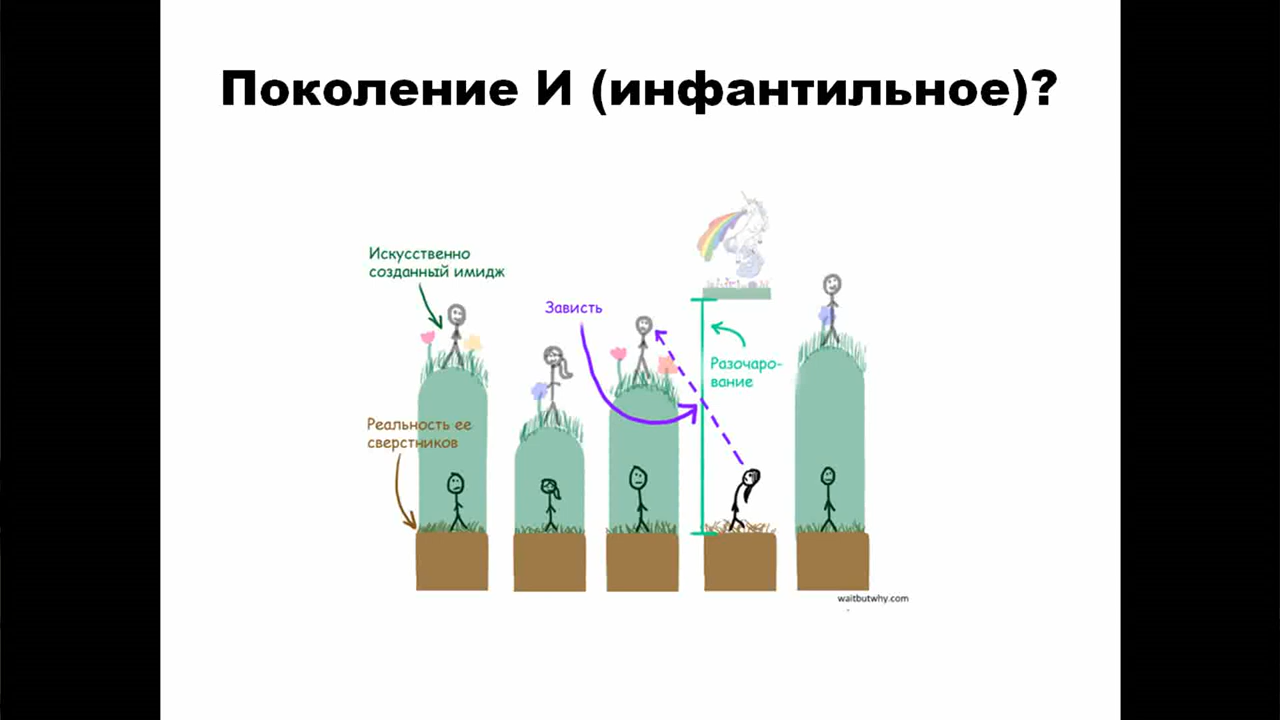 Поколение И (инфантильное)?
Искусственно
созданный имидж
Зависть
Разочаро-
вание
Реальность ее
сверстников
waitbutwhy.com